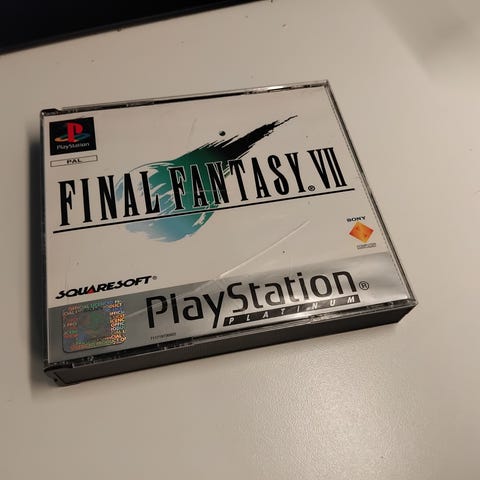 PlayStation
PAL
FINAL FANTASY® VII
SONY
SQUARESOFT®
PlayStation®
PLATINUM